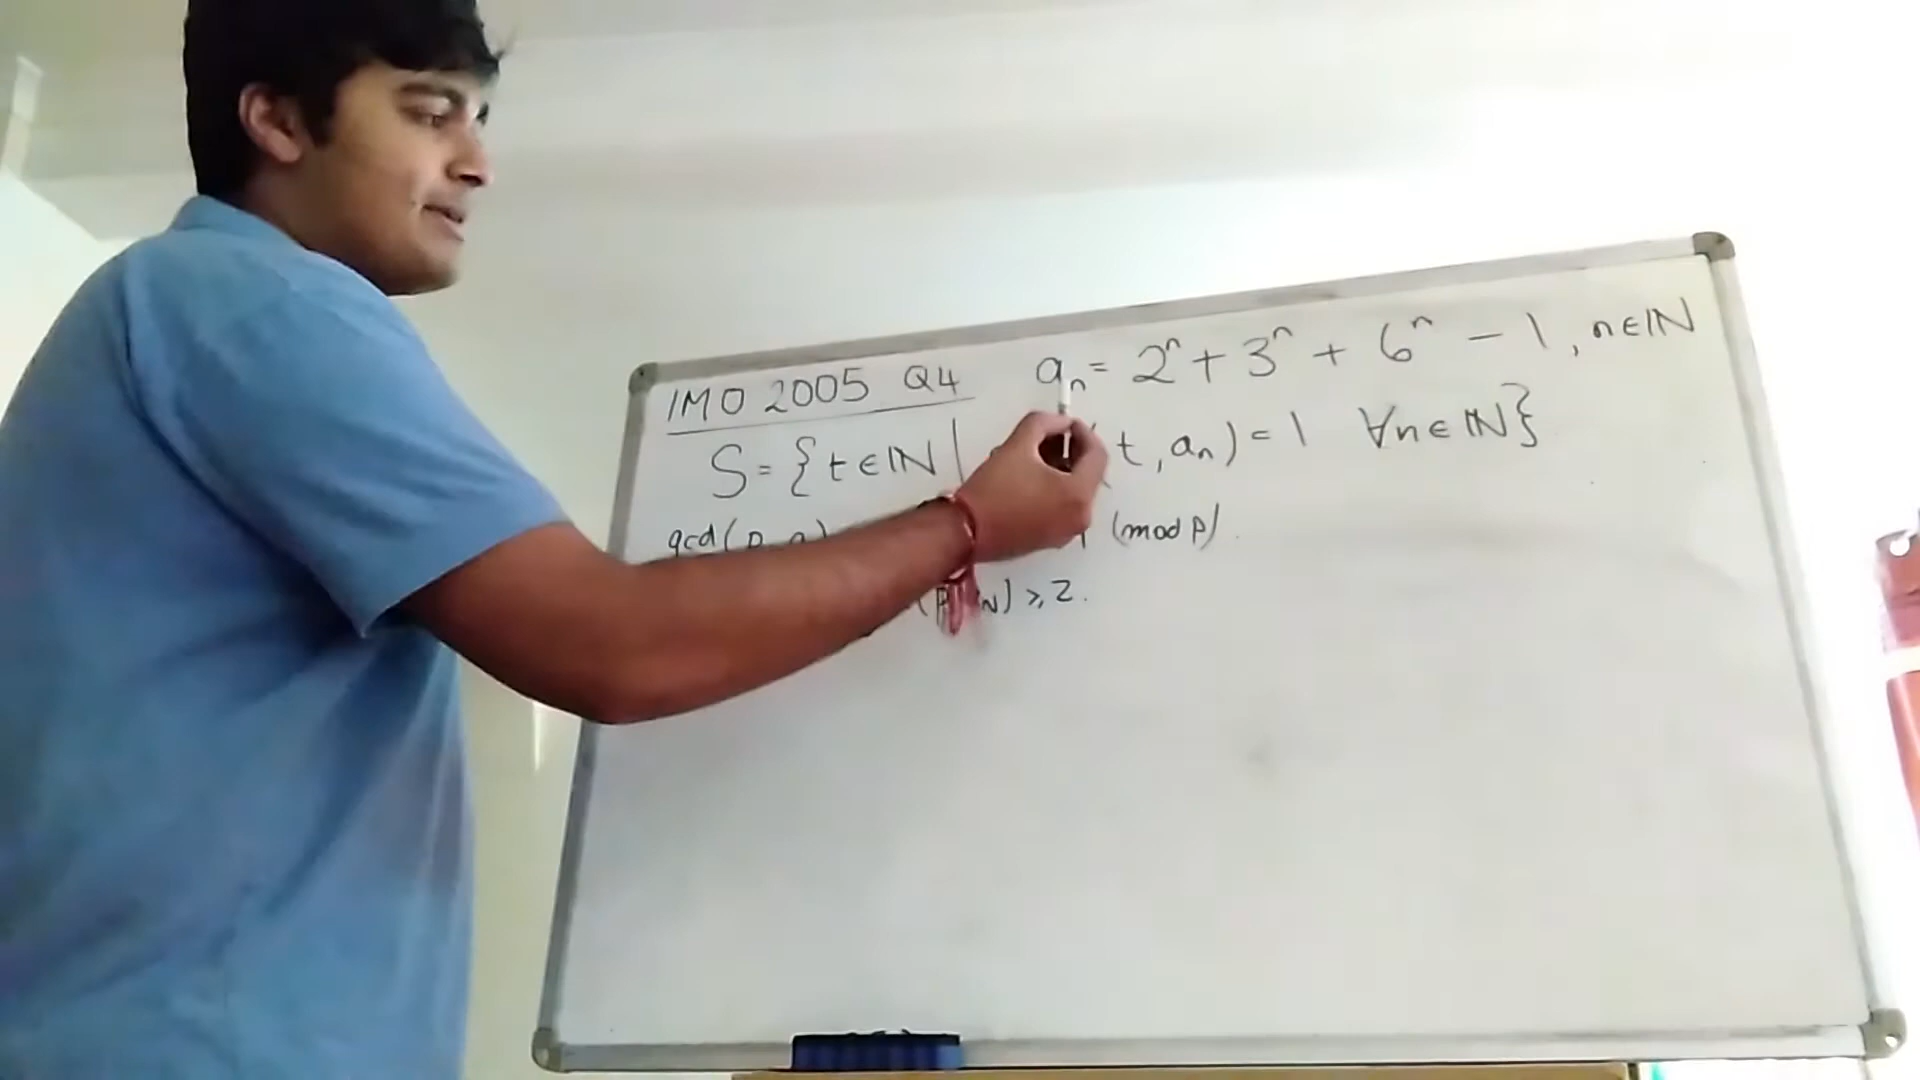 IMO 2005 Q4 aₙ = 2ⁿ + 3ⁿ + 6ⁿ - 1, n∈ℕ
S = {t∈ℕ | t, aₙ) = 1 ∀n∈ℕ}
gcd(p, a) (mod p).
N) ⩾ 2.